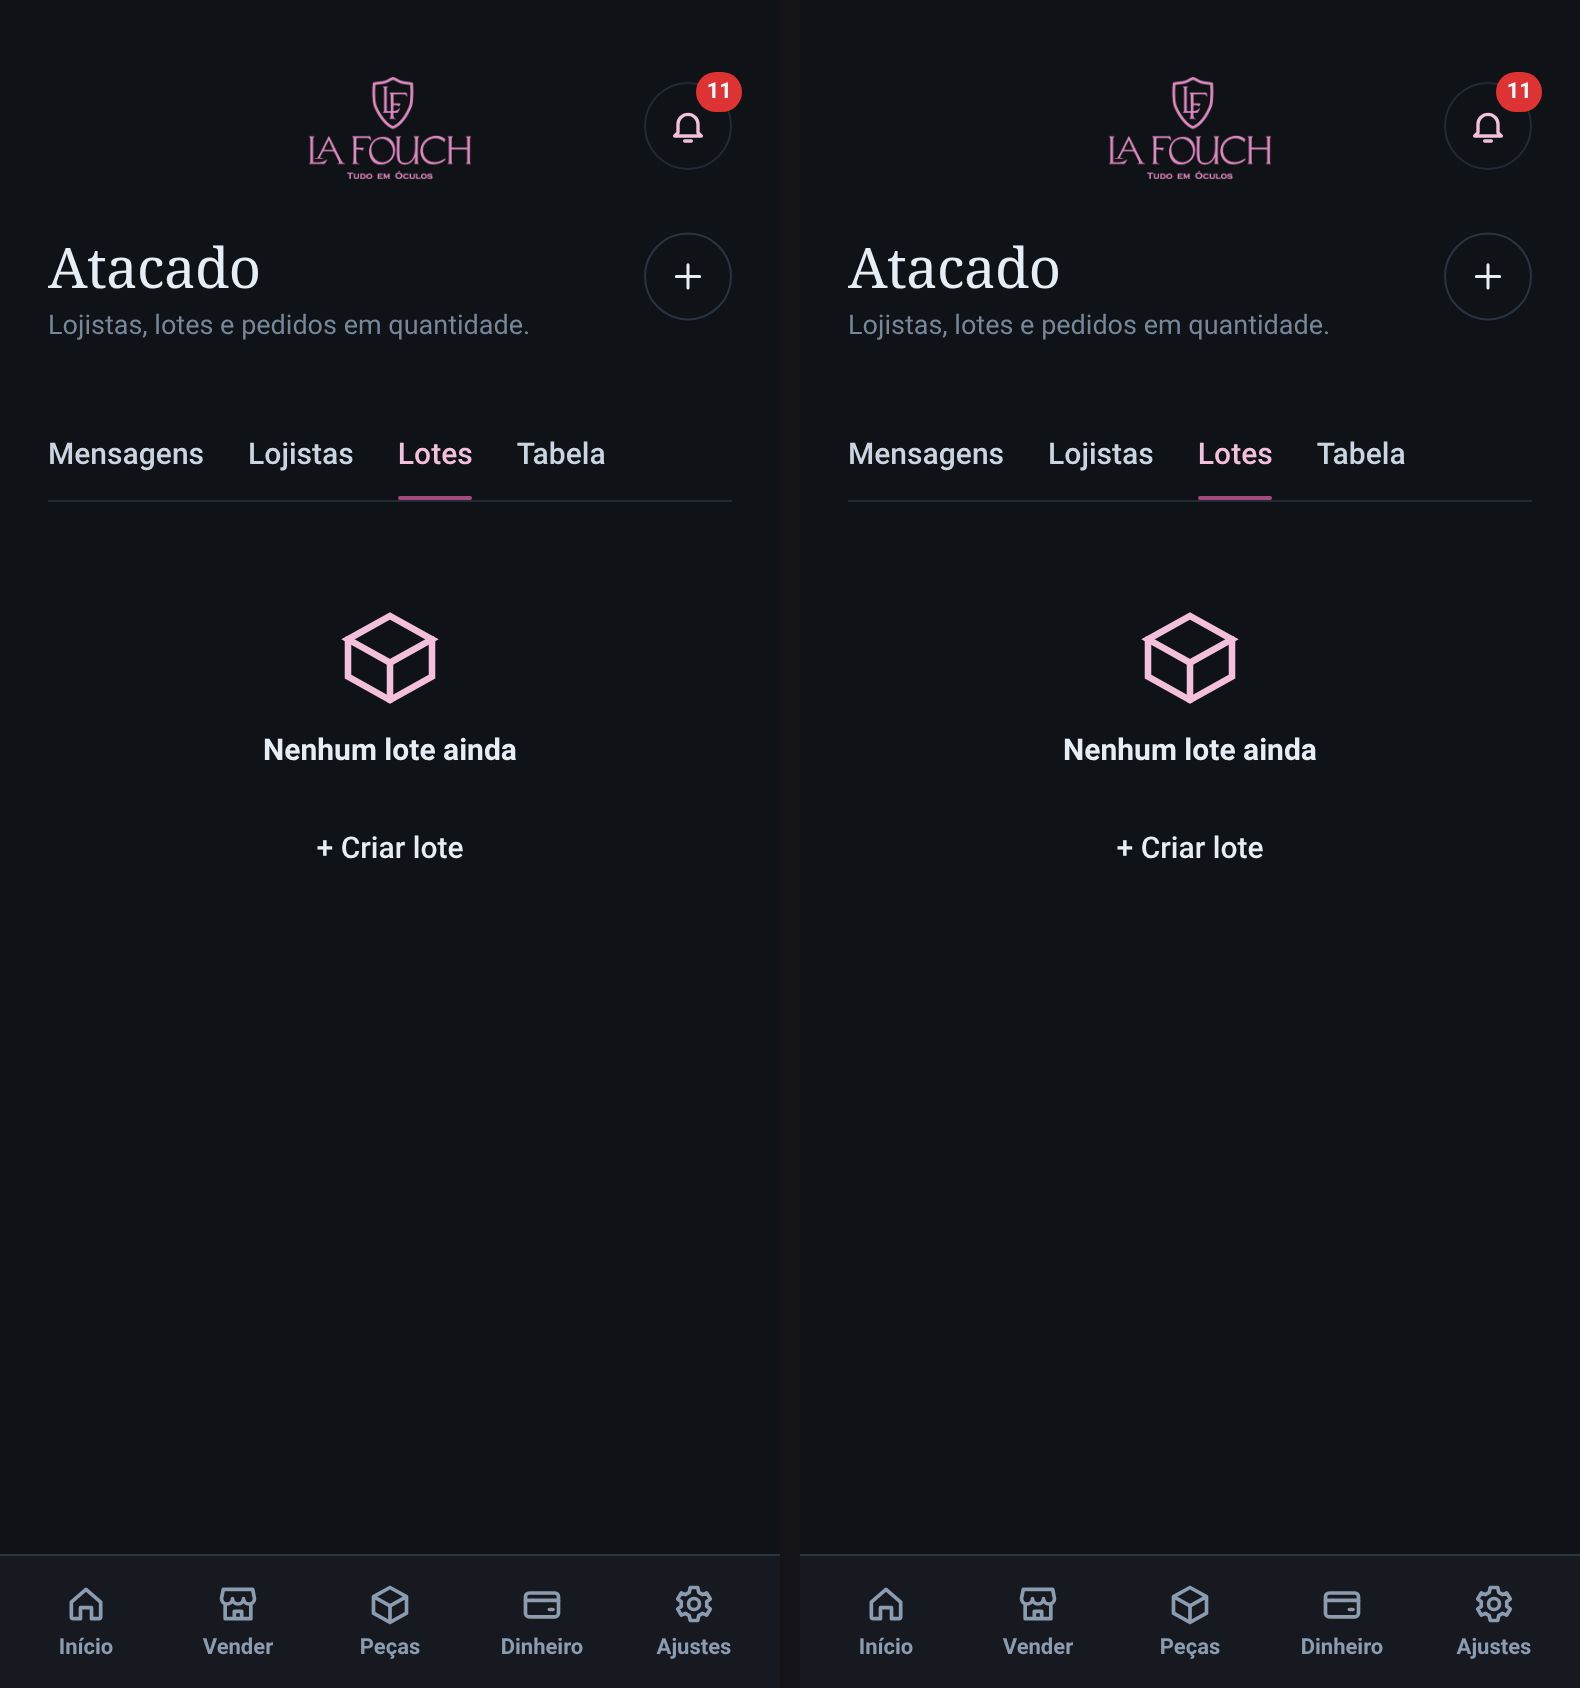 LF
LA FOUCH
TUDO EM ÓCULOS
11
Atacado
Lojistas, lotes e pedidos em quantidade.
Mensagens Lojistas Lotes Tabela
Nenhum lote ainda
+ Criar lote
Início Vender Peças Dinheiro Ajustes
LF
LA FOUCH
TUDO EM ÓCULOS
11
Atacado
Lojistas, lotes e pedidos em quantidade.
Mensagens Lojistas Lotes Tabela
Nenhum lote ainda
+ Criar lote
Início Vender Peças Dinheiro Ajustes